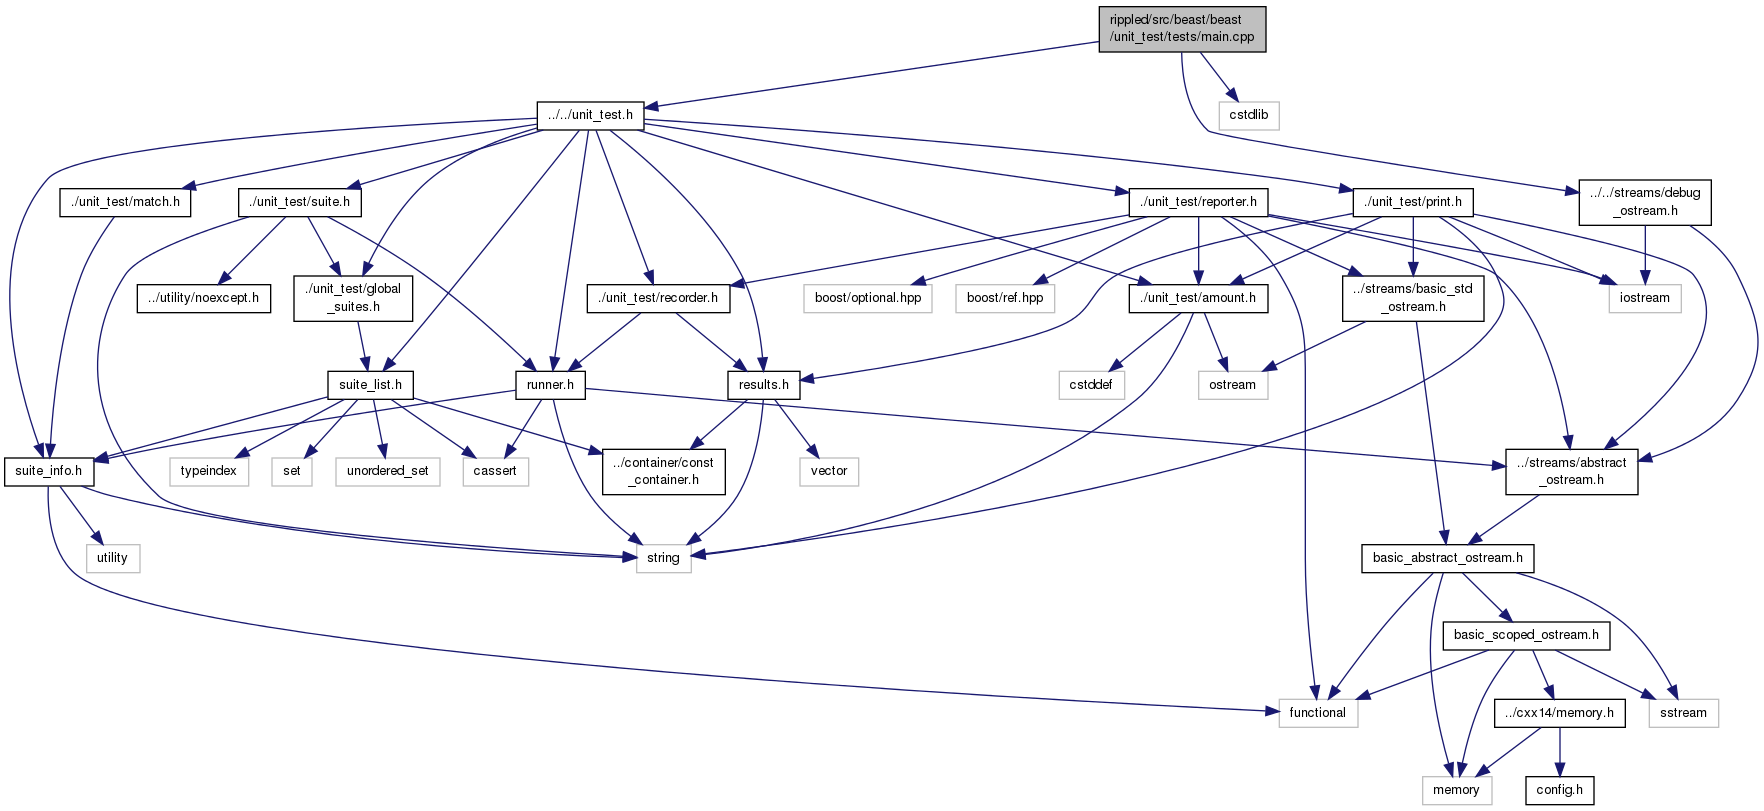 rippled/src/beast/beast
/unit_test/tests/main.cpp
../../unit_test.h
cstdlib
./unit_test/match.h
./unit_test/suite.h
./unit_test/reporter.h
./unit_test/print.h
../../streams/debug
_ostream.h
../utility/noexcept.h
./unit_test/global
_suites.h
./unit_test/recorder.h
boost/optional.hpp
boost/ref.hpp
./unit_test/amount.h
../streams/basic_std
_ostream.h
iostream
suite_list.h
runner.h
results.h
cstddef
ostream
suite_info.h
typeindex
set
unordered_set
cassert
../container/const
_container.h
vector
../streams/abstract
_ostream.h
utility
string
basic_abstract_ostream.h
basic_scoped_ostream.h
functional
../cxx14/memory.h
sstream
memory
config.h